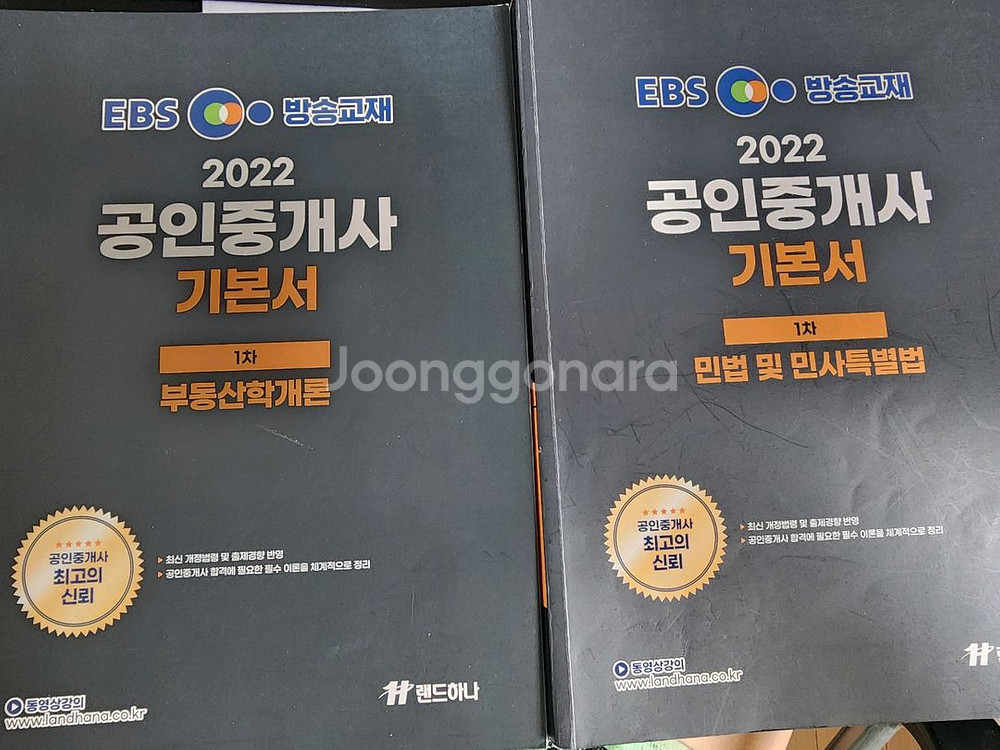 EBS 방송교재
2022
공인중개사
기본서
1차
부동산학개론
공인중개사
최고의
신뢰
최신 개정법령 및 출제경향 반영
공인중개사 합격에 필요한 필수 이론을 체계적으로 정리
동영상강의
www.landhana.co.kr
랜드하나
EBS 방송교재
2022
공인중개사
기본서
1차
민법 및 민사특별법
공인중개사
최고의
신뢰
최신 개정법령 및 출제경향 반영
공인중개사 합격에 필요한 필수 이론을 체계적으로 정리
동영상강의
www.landhana.co.kr
Joonggonara